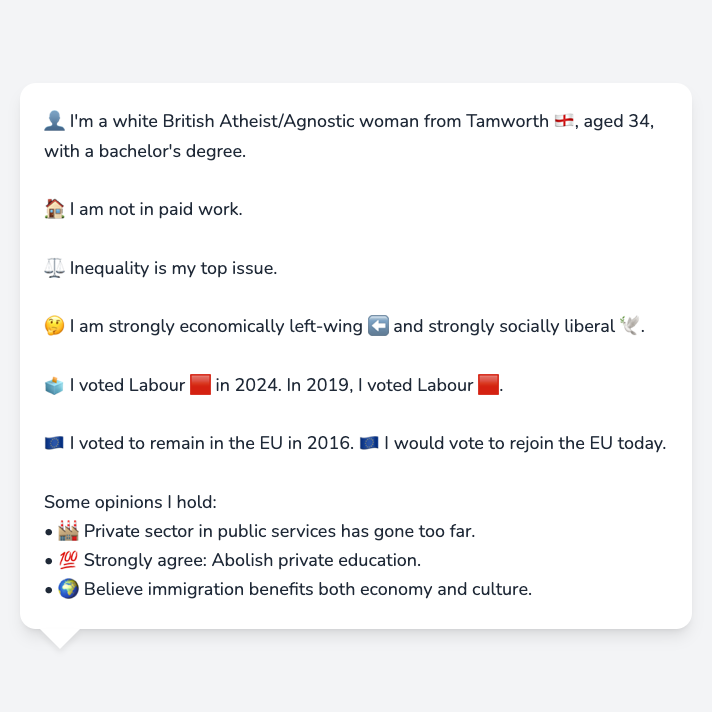 👤 I'm a white British Atheist/Agnostic woman from Tamworth 🏴󠁧󠁢󠁥󠁮󠁧󠁿, aged 34,
with a bachelor's degree.
🏠 I am not in paid work.
⚖️ Inequality is my top issue.
🤔 I am strongly economically left-wing ⬅️ and strongly socially liberal 🕊️.
🗳️ I voted Labour 🟥 in 2024. In 2019, I voted Labour 🟥.
🇪🇺 I voted to remain in the EU in 2016. 🇪🇺 I would vote to rejoin the EU today.
Some opinions I hold:
• 🏭 Private sector in public services has gone too far.
• 💯 Strongly agree: Abolish private education.
• 🌍 Believe immigration benefits both economy and culture.